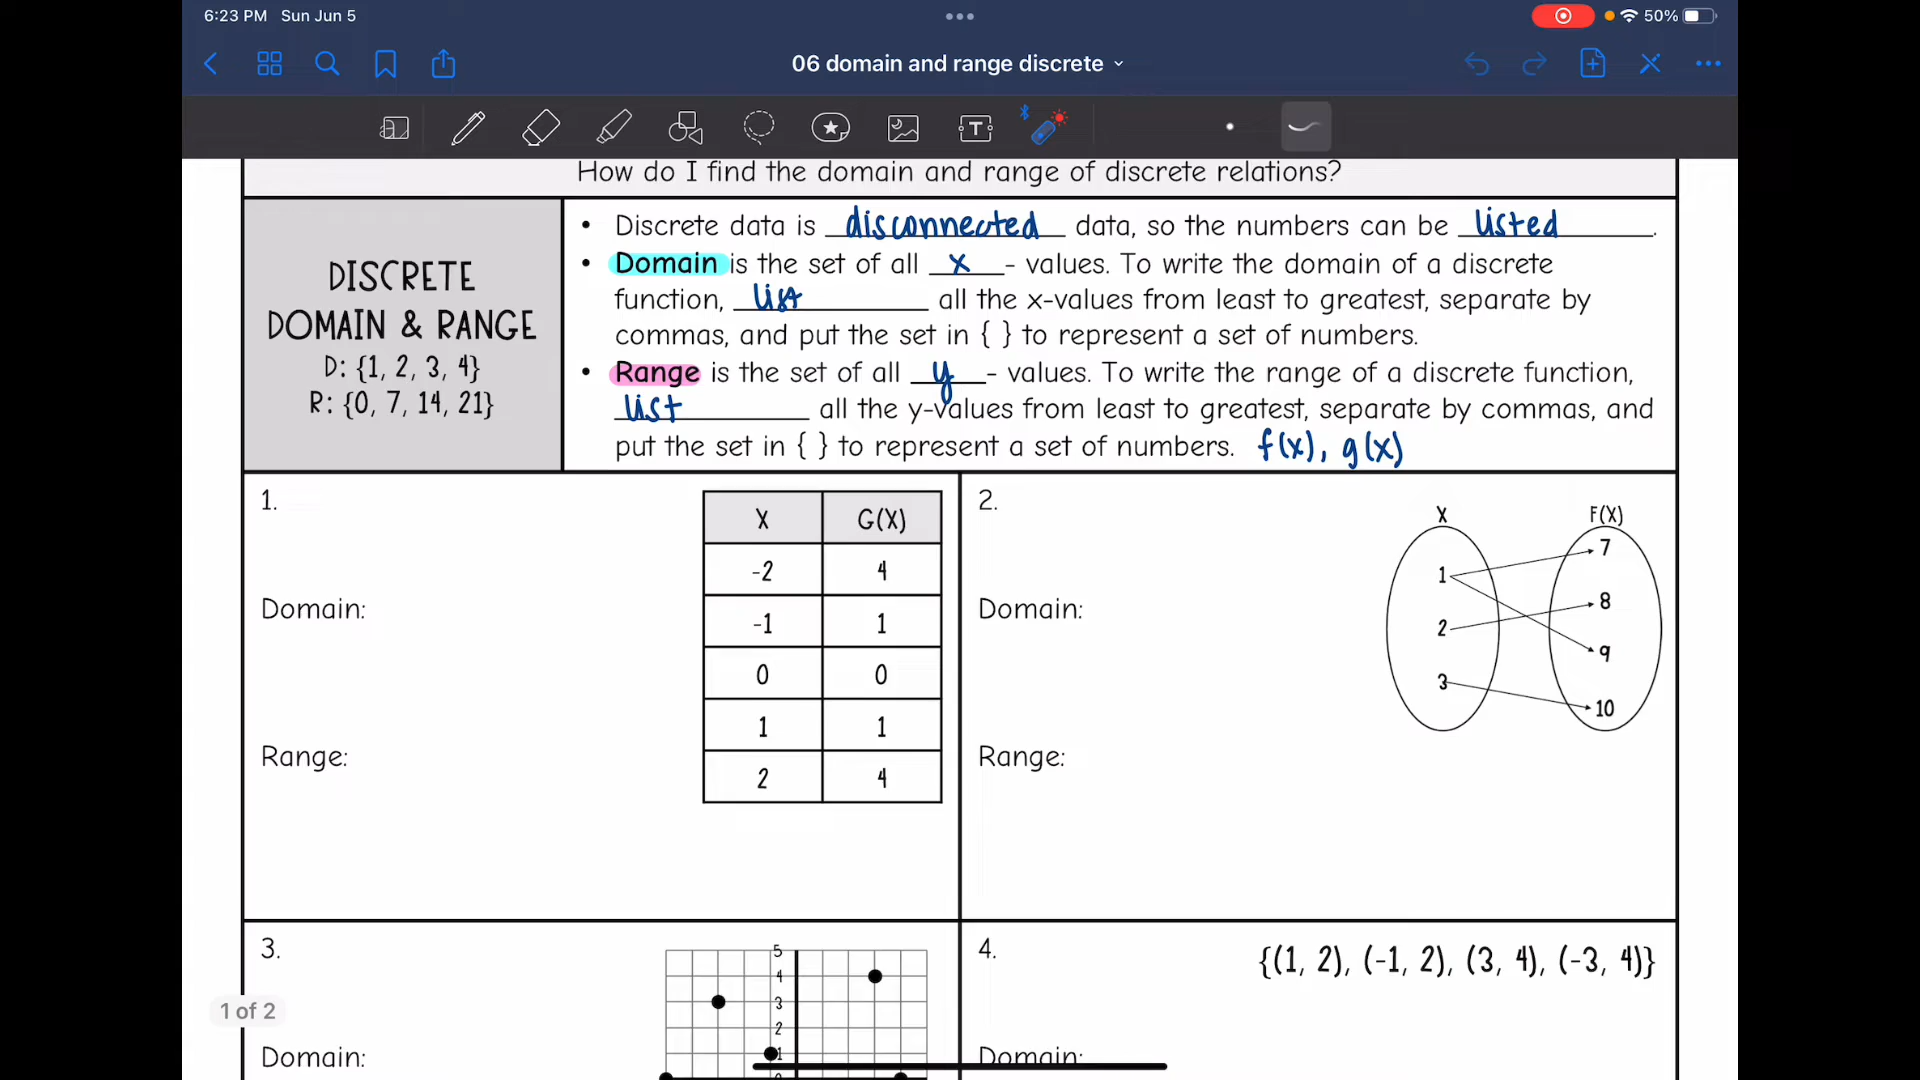 6:23 PM Sun Jun 5
50%
06 domain and range discrete
How do I find the domain and range of discrete relations?
DISCRETE
DOMAIN & RANGE
D: {1, 2, 3, 4}
R: {0, 7, 14, 21}
• Discrete data is disconnected data, so the numbers can be listed.
• Domain is the set of all x - values. To write the domain of a discrete
function, list all the x-values from least to greatest, separate by
commas, and put the set in { } to represent a set of numbers.
• Range is the set of all y - values. To write the range of a discrete function,
list all the y-values from least to greatest, separate by commas, and
put the set in { } to represent a set of numbers. f(x), g(x)
1.
X G(X)
-2 4
-1 1
0 0
1 1
2 4
Domain:
Range:
2.
X F(X)
1 7
2 8
3 9
10
Domain:
Range:
3.
5
4
3
2
1
Domain:
4.
{(1, 2), (-1, 2), (3, 4), (-3, 4)}
Domain:
1 of 2